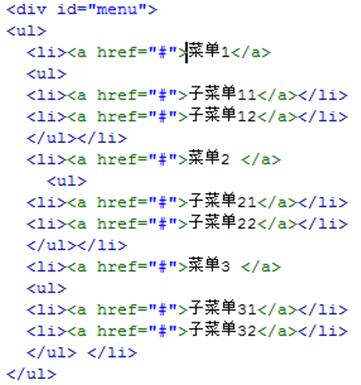 <div id="menu">
<ul>
<li><a href="#">菜单1</a>
<ul>
<li><a href="#">子菜单11</a></li>
<li><a href="#">子菜单12</a></li>
</ul></li>
<li><a href="#">菜单2 </a>
<ul>
<li><a href="#">子菜单21</a></li>
<li><a href="#">子菜单22</a></li>
</ul></li>
<li><a href="#">菜单3 </a>
<ul>
<li><a href="#">子菜单31</a></li>
<li><a href="#">子菜单32</a></li>
</ul> </li>
</ul>